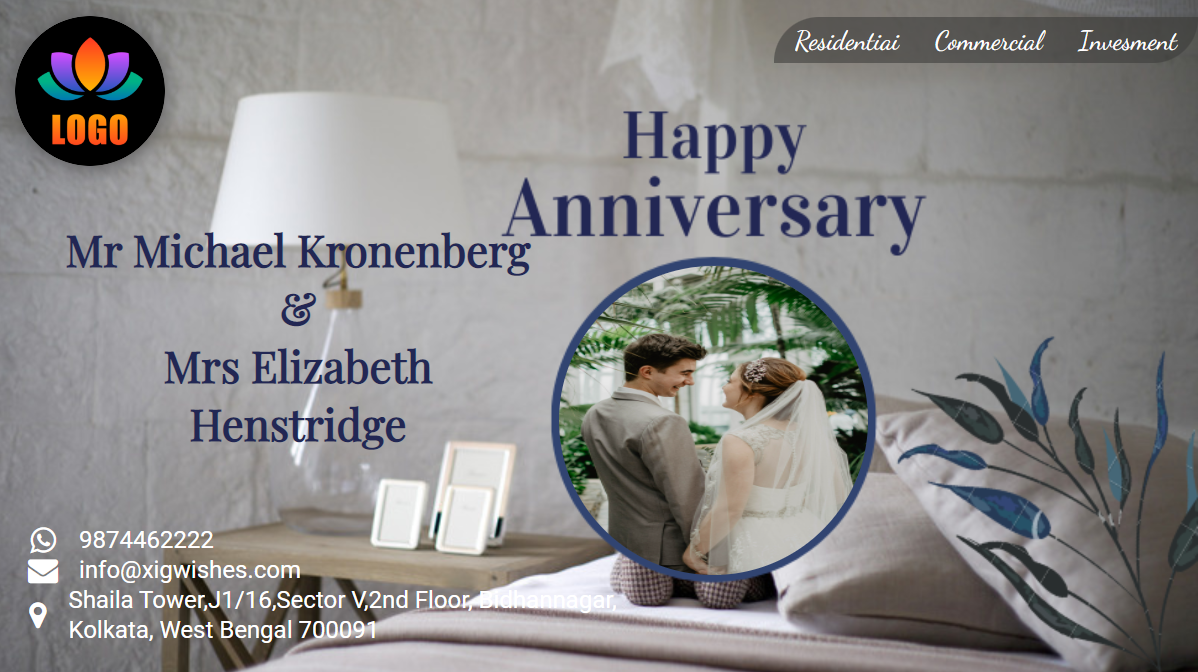 LOGO
Residentiai Commercial Invesment
Happy
Anniversary
Mr Michael Kronenberg
&
Mrs Elizabeth
Henstridge
9874462222
info@xigwishes.com
Shaila Tower,J1/16,Sector V,2nd Floor, Bidhannagar,
Kolkata, West Bengal 700091